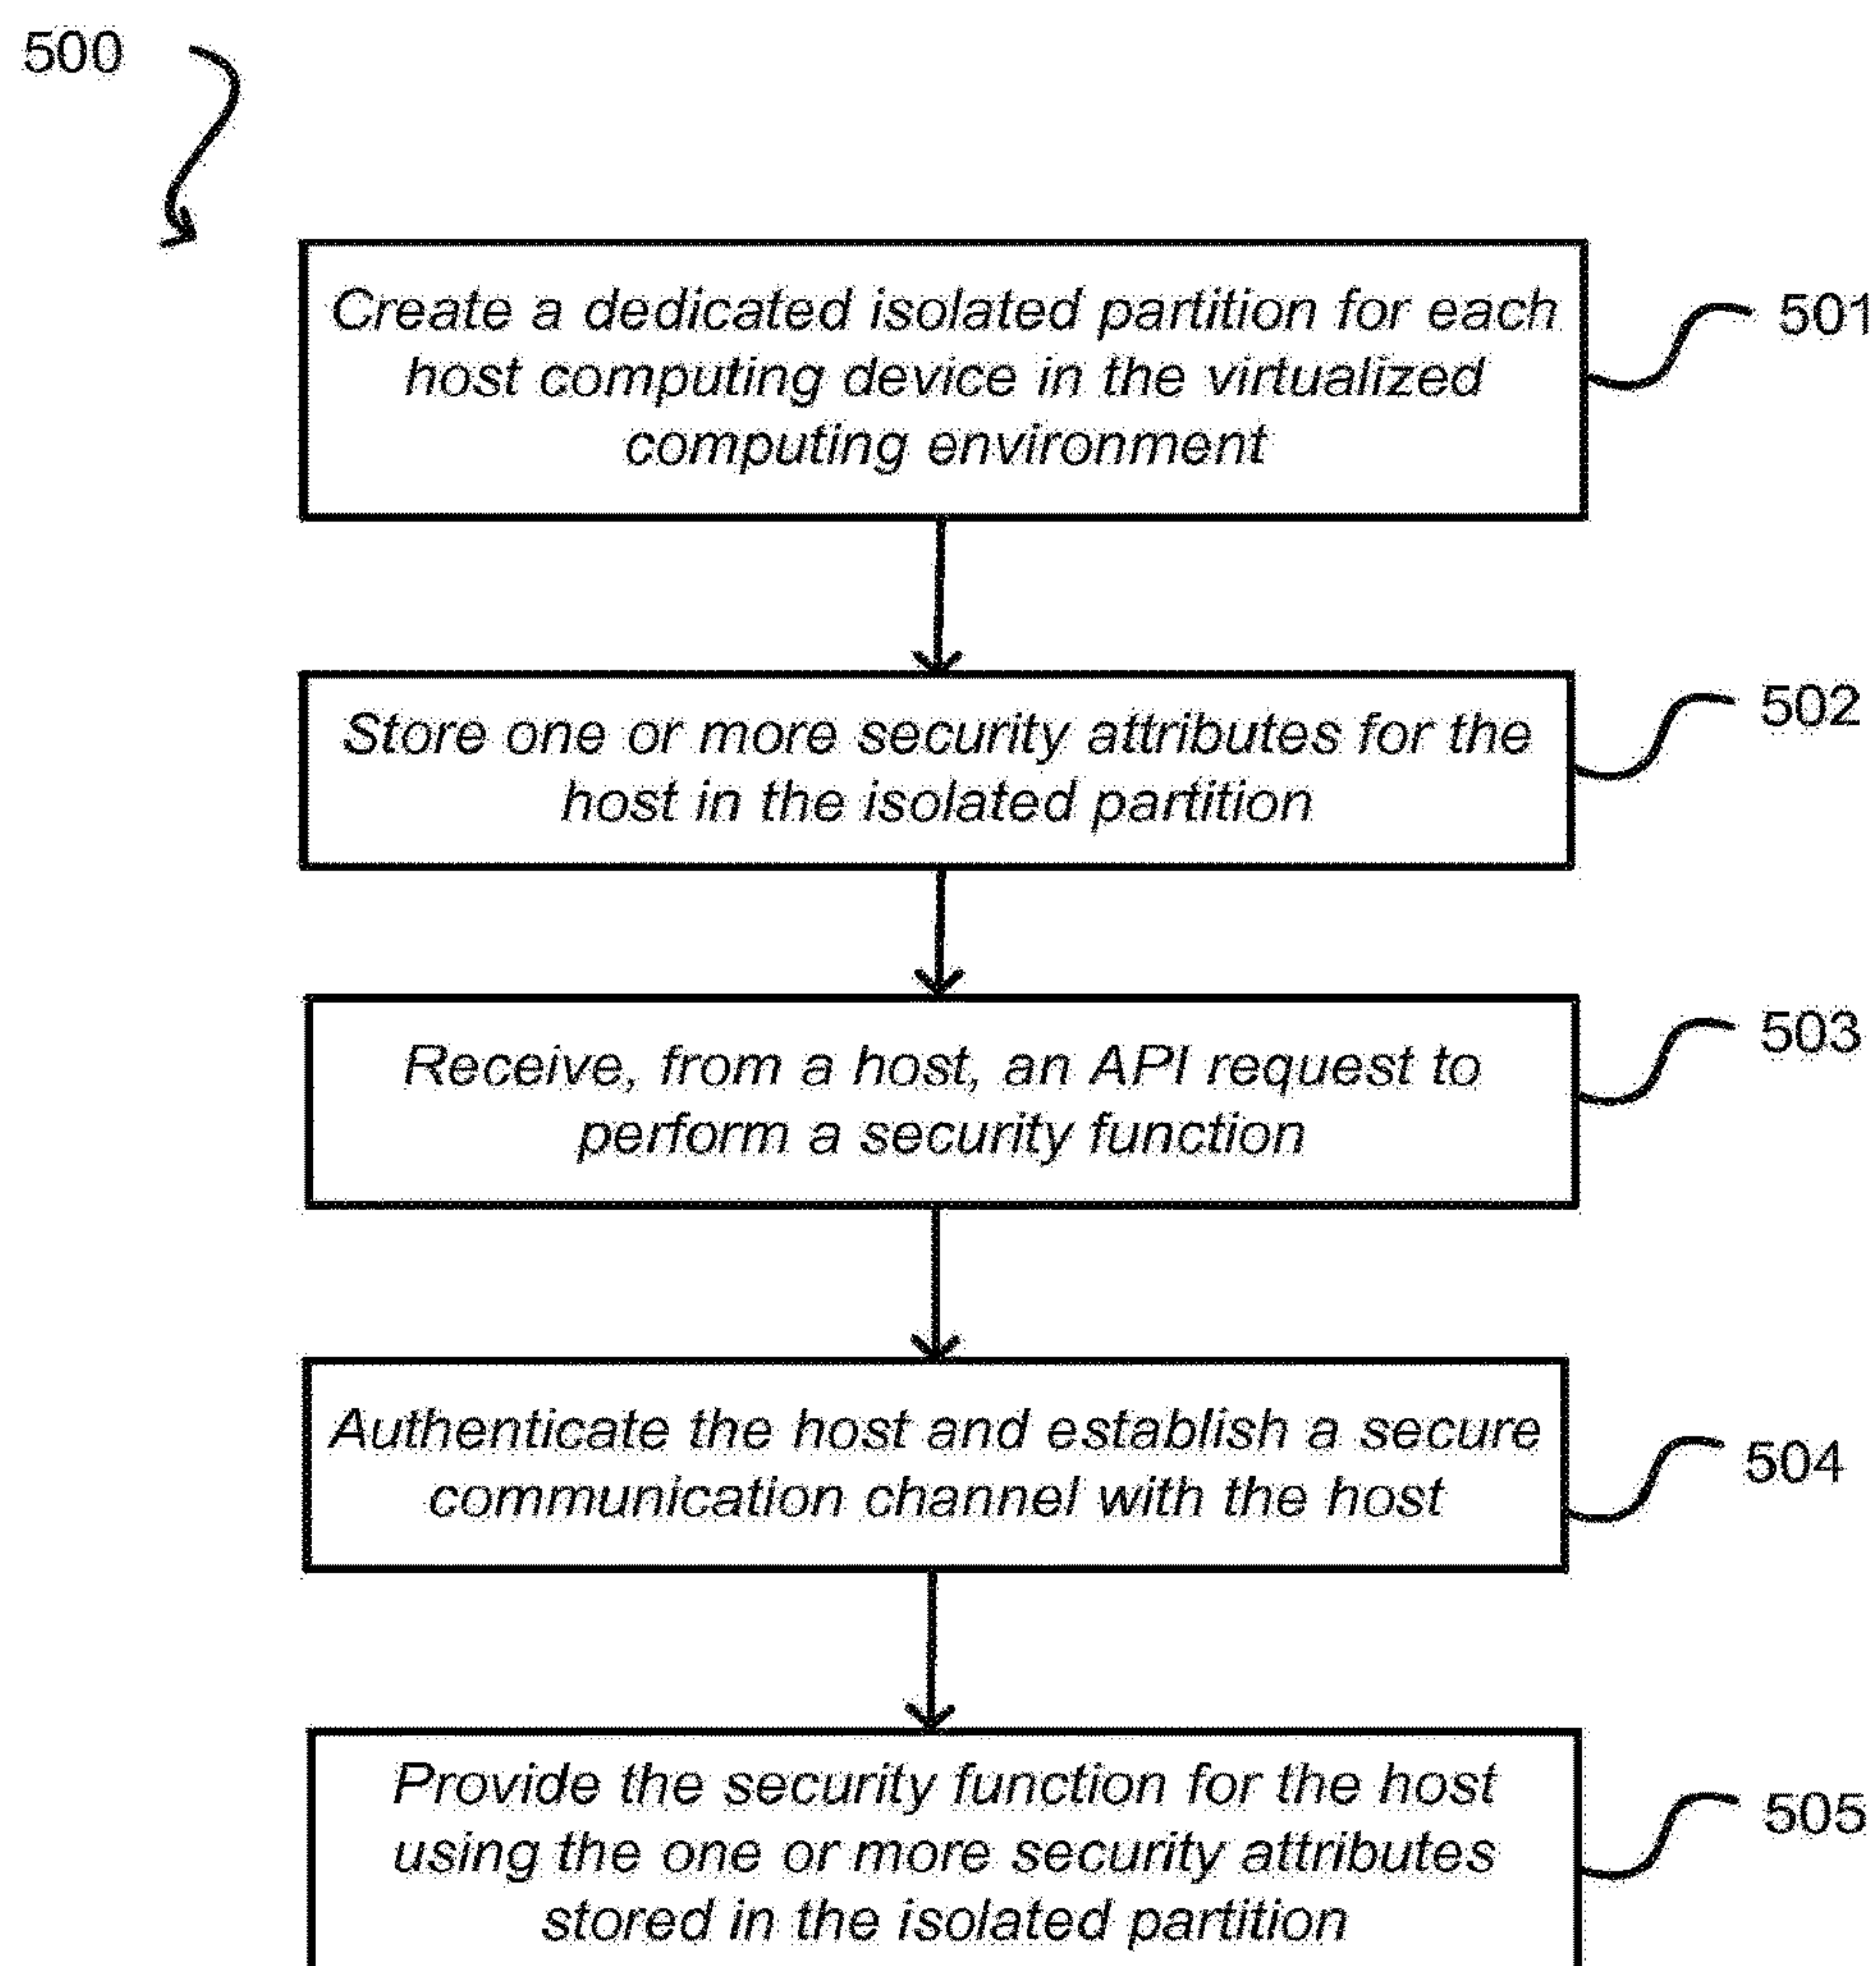 500
Create a dedicated isolated partition for each
host computing device in the virtualized
computing environment
501
Store one or more security attributes for the
host in the isolated partition
502
Receive, from a host, an API request to
perform a security function
503
Authenticate the host and establish a secure
communication channel with the host
504
Provide the security function for the host
using the one or more security attributes
stored in the isolated partition
505